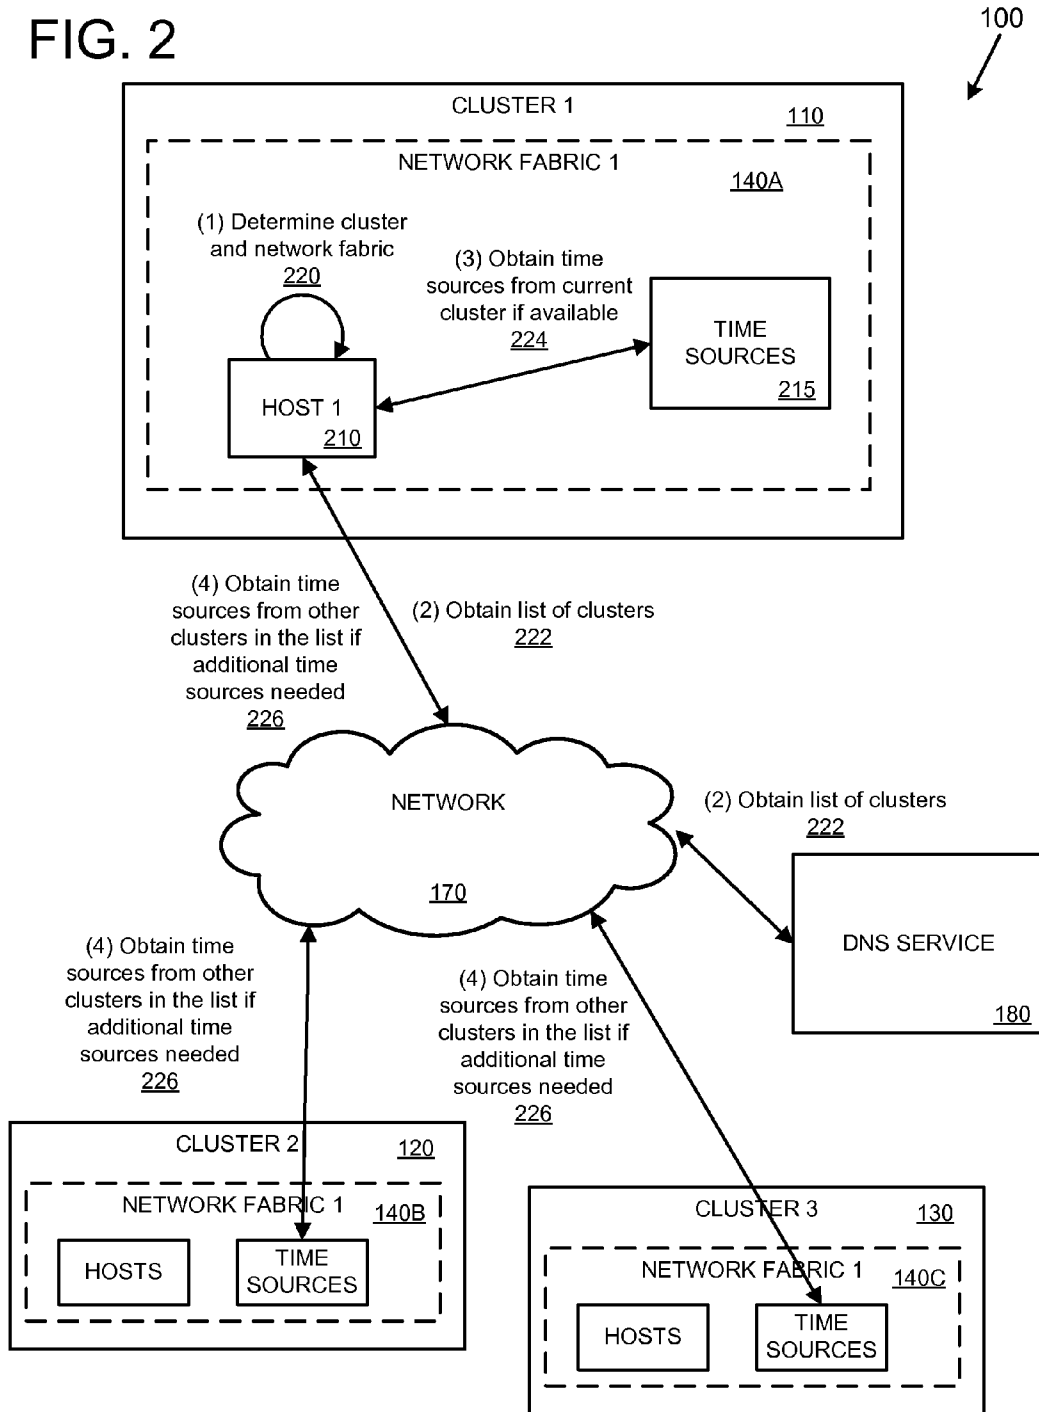 FIG. 2
100
CLUSTER 1
110
NETWORK FABRIC 1
140A
(1) Determine cluster
and network fabric
220
(3) Obtain time
sources from current
cluster if available
224
TIME
SOURCES
215
HOST 1
210
(4) Obtain time
sources from other
clusters in the list if
additional time
sources needed
226
(2) Obtain list of clusters
222
NETWORK
170
(2) Obtain list of clusters
222
DNS SERVICE
180
(4) Obtain time
sources from other
clusters in the list if
additional time
sources needed
226
(4) Obtain time
sources from other
clusters in the list if
additional time
sources needed
226
CLUSTER 2
120
NETWORK FABRIC 1
140B
HOSTS
TIME
SOURCES
CLUSTER 3
130
NETWORK FABRIC 1
140C
HOSTS
TIME
SOURCES